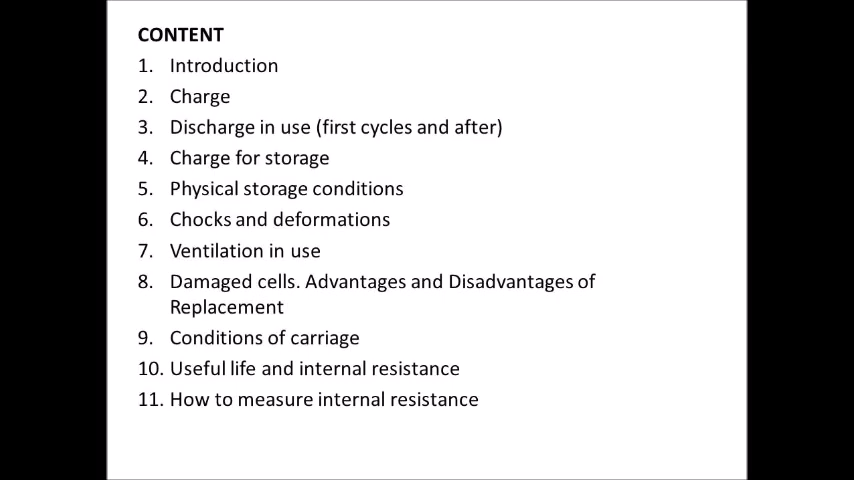 CONTENT
1. Introduction
2. Charge
3. Discharge in use (first cycles and after)
4. Charge for storage
5. Physical storage conditions
6. Chocks and deformations
7. Ventilation in use
8. Damaged cells. Advantages and Disadvantages of
Replacement
9. Conditions of carriage
10. Useful life and internal resistance
11. How to measure internal resistance